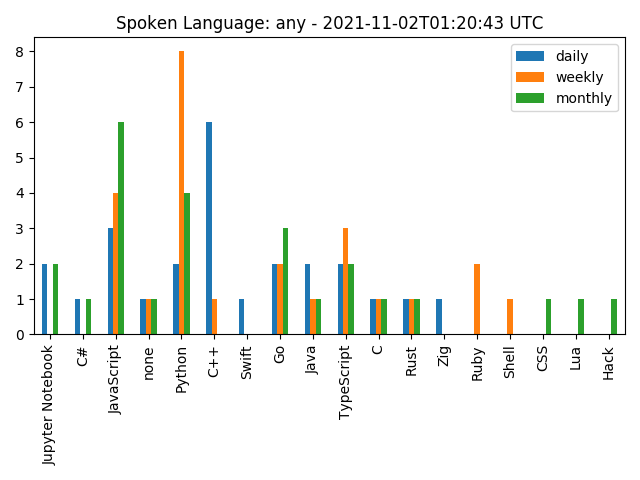 Spoken Language: any - 2021-11-02T01:20:43 UTC
daily
weekly
monthly
8
7
6
5
4
3
2
1
0
Jupyter Notebook
C#
JavaScript
none
Python
C++
Swift
Go
Java
TypeScript
C
Rust
Zig
Ruby
Shell
CSS
Lua
Hack